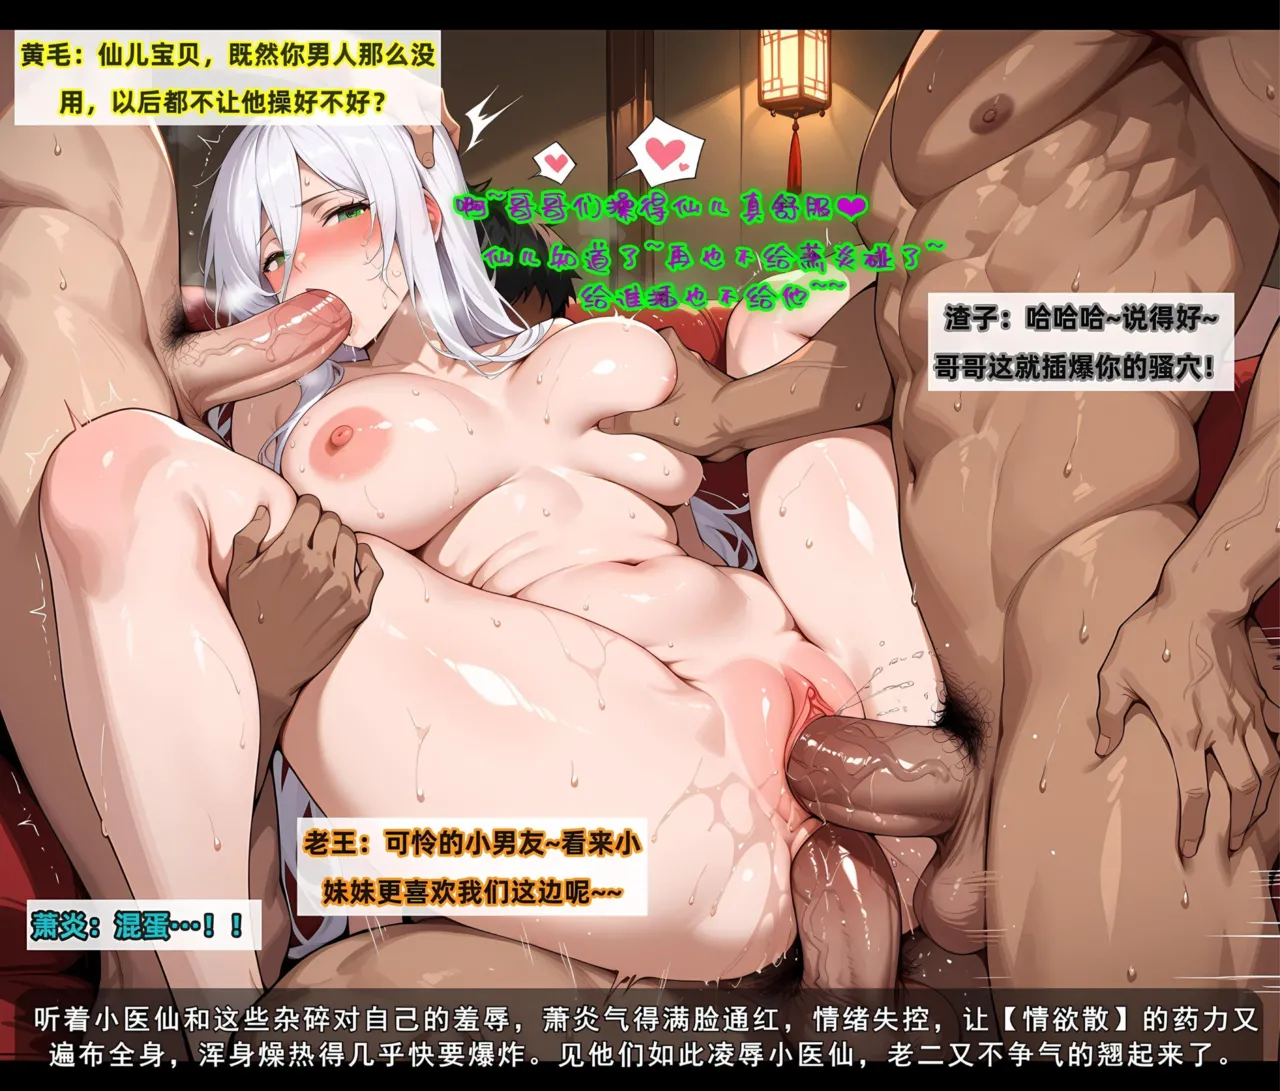 黄毛：仙儿宝贝，既然你男人那么没
用，以后都不让他操好不好？
啊~哥哥们操得仙儿真舒服❤
仙儿知道了~再也不给萧炎碰了~
给谁插也不给他~~
渣子：哈哈哈~说得好~
哥哥这就插爆你的骚穴！
老王：可怜的小男友~看来小
妹妹更喜欢我们这边呢~~
萧炎：混蛋…！！
听着小医仙和这些杂碎对自己的羞辱，萧炎气得满脸通红，情绪失控，让【情欲散】的药力又
遍布全身，浑身燥热得几乎快要爆炸。见他们如此凌辱小医仙，老二又不争气的翘起来了。